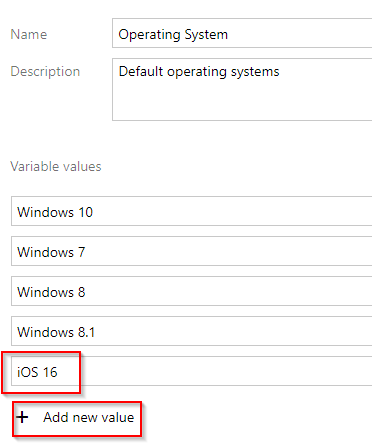 Name
Operating System
Description
Default operating systems
Variable values
Windows 10
Windows 7
Windows 8
Windows 8.1
iOS 16
+ Add new value